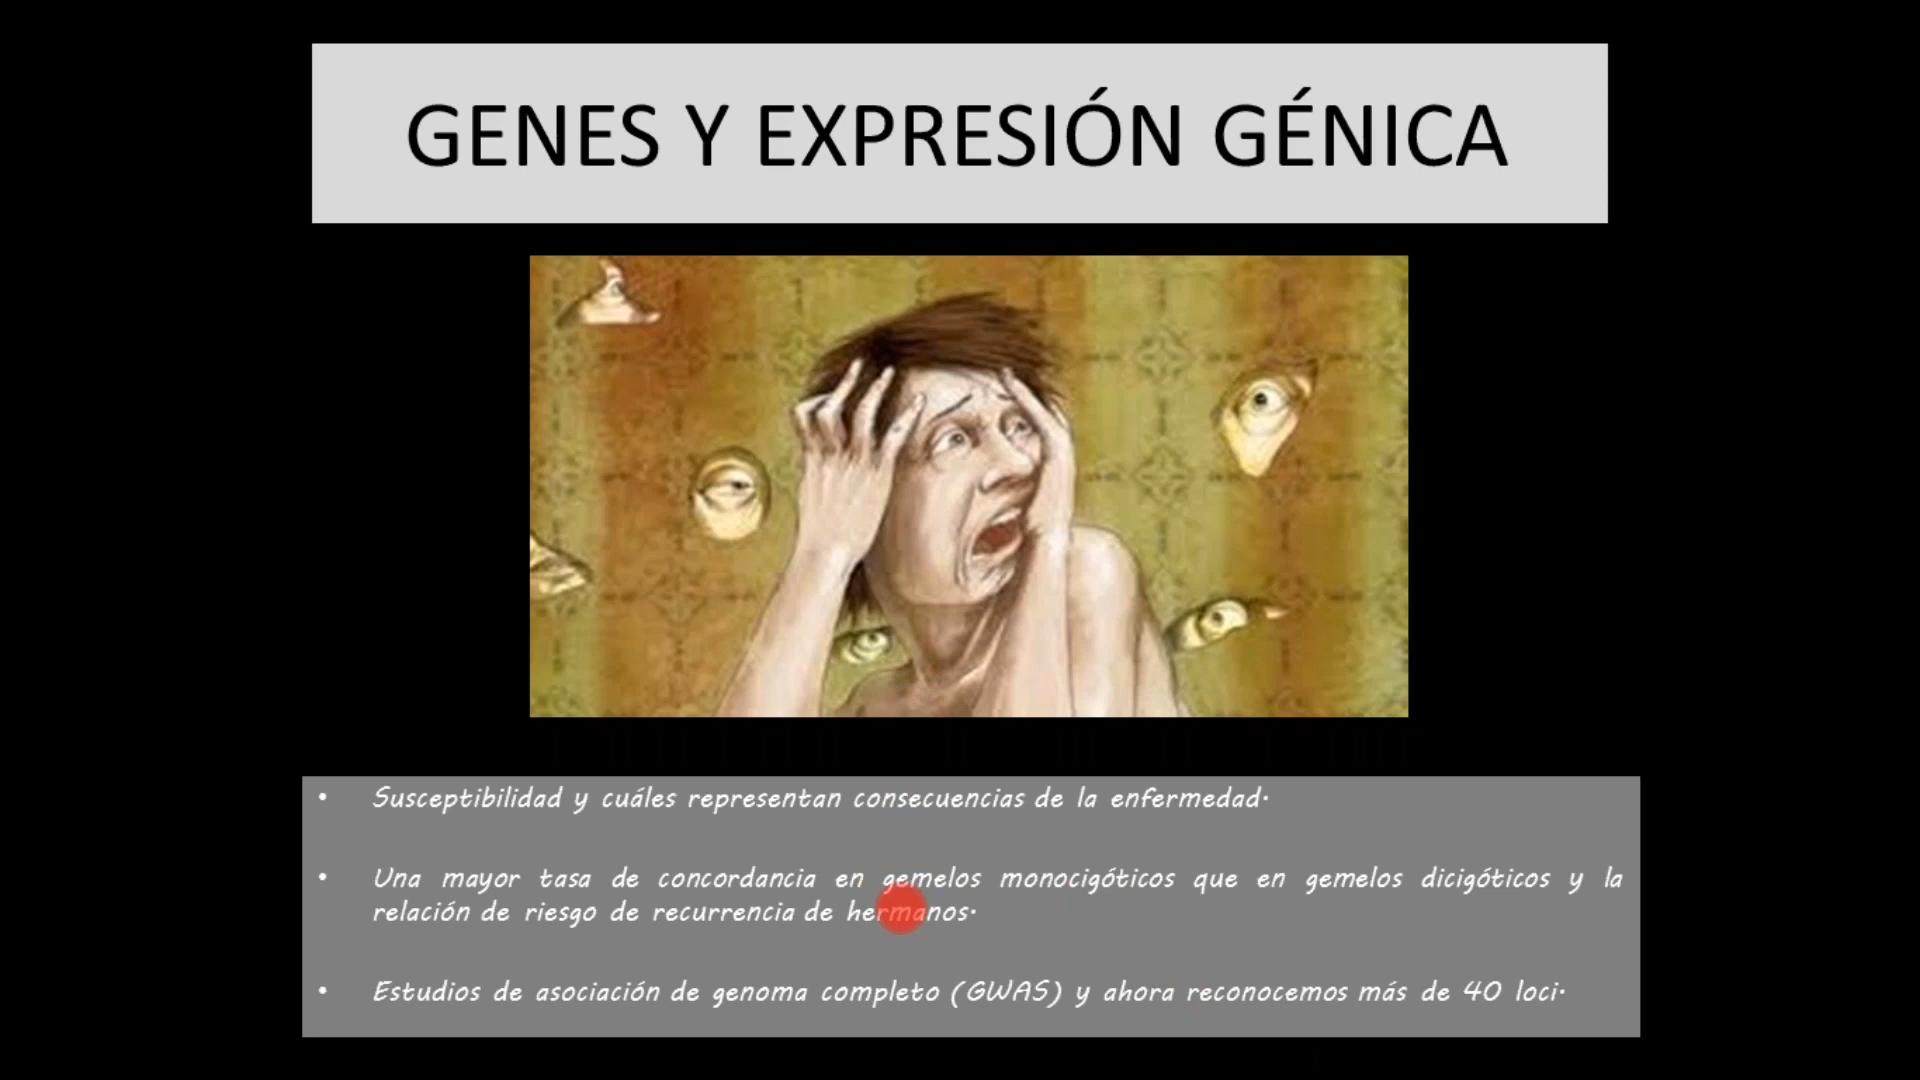 GENES Y EXPRESIÓN GÉNICA
• Susceptibilidad y cuáles representan consecuencias de la enfermedad.
• Una mayor tasa de concordancia en gemelos monocigóticos que en gemelos dicigóticos y la
relación de riesgo de recurrencia de hermanos.
• Estudios de asociación de genoma completo (GWAS) y ahora reconocemos más de 40 loci.